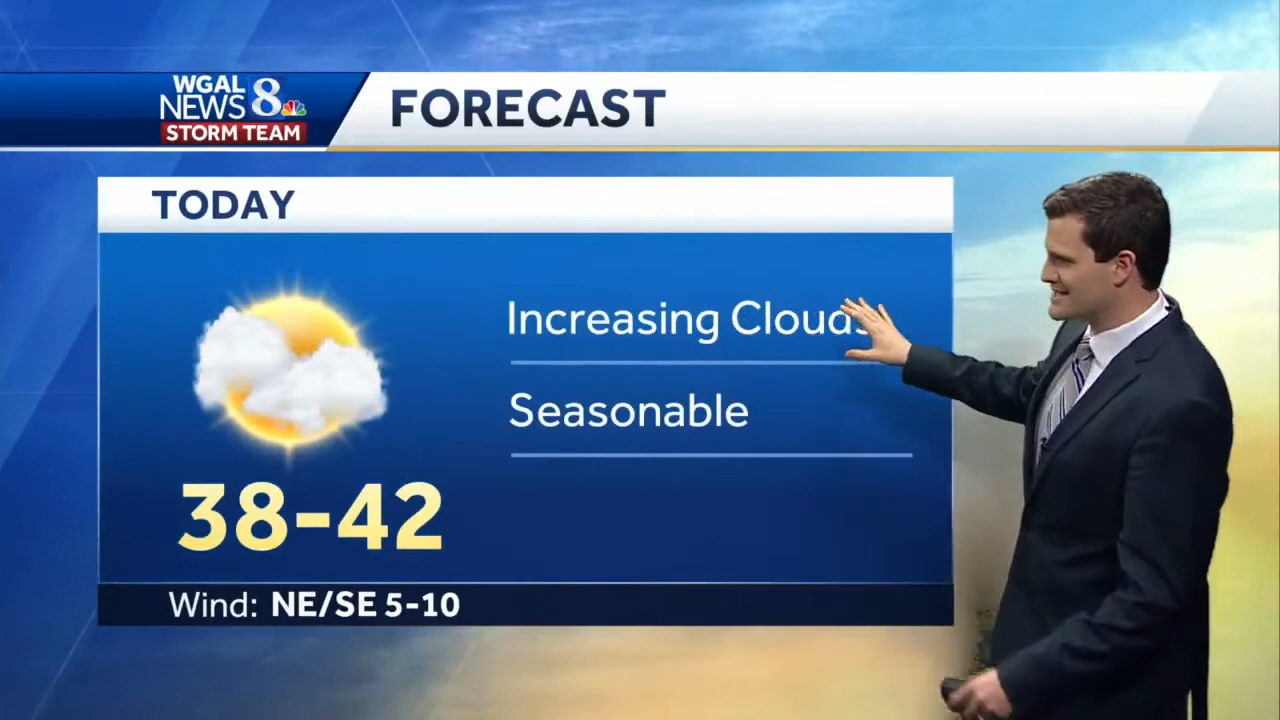 WGAL
NEWS 8
STORM TEAM
FORECAST
TODAY
Increasing Clouds
Seasonable
38-42
Wind: NE/SE 5-10